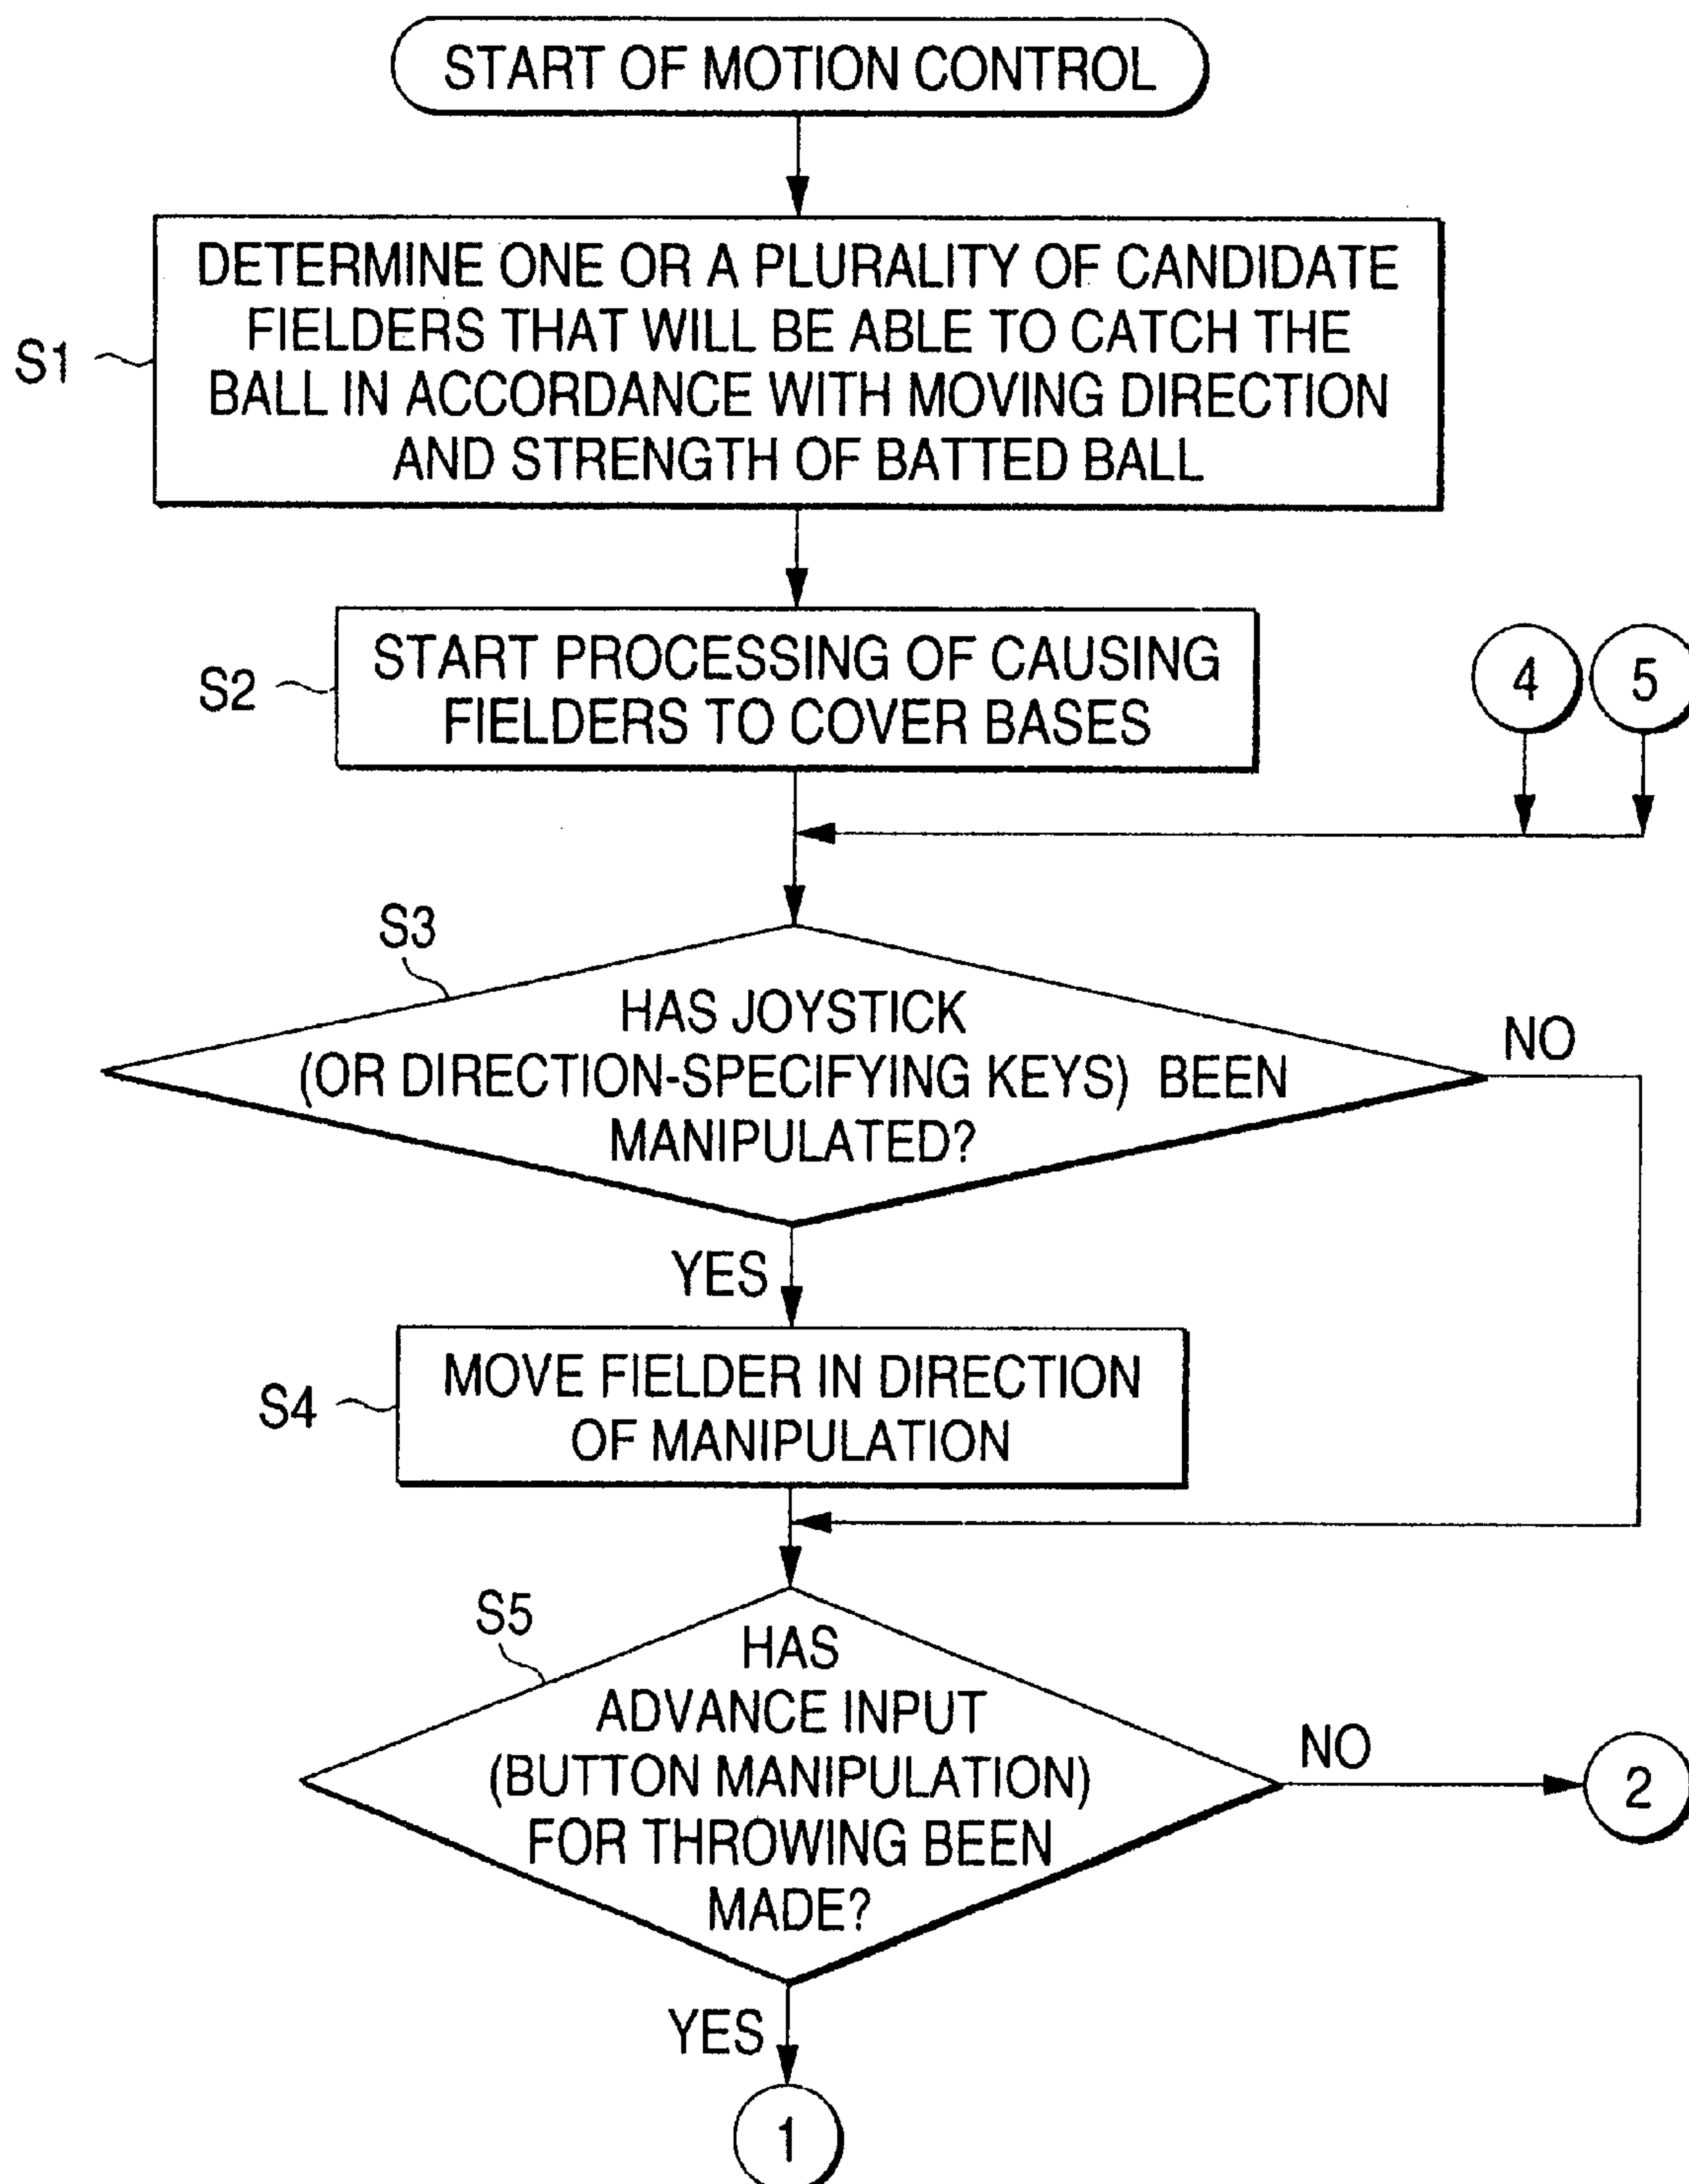 START OF MOTION CONTROL
DETERMINE ONE OR A PLURALITY OF CANDIDATE
FIELDERS THAT WILL BE ABLE TO CATCH THE
BALL IN ACCORDANCE WITH MOVING DIRECTION
AND STRENGTH OF BATTED BALL
S1
START PROCESSING OF CAUSING
FIELDERS TO COVER BASES
S2
4
5
S3
HAS JOYSTICK
(OR DIRECTION-SPECIFYING KEYS) BEEN
MANIPULATED?
NO
YES
MOVE FIELDER IN DIRECTION
OF MANIPULATION
S4
S5
HAS
ADVANCE INPUT
(BUTTON MANIPULATION)
FOR THROWING BEEN
MADE?
NO
2
YES
1